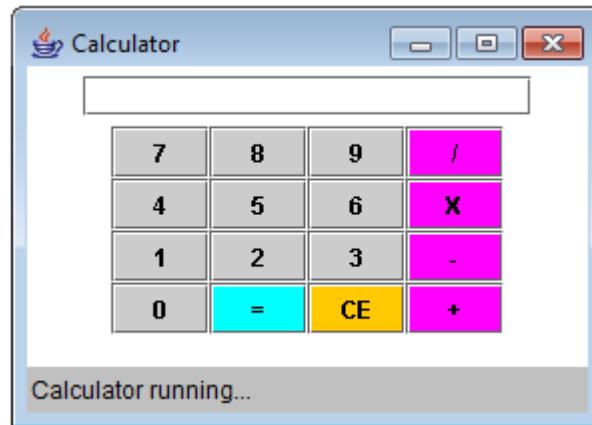 Calculator
7 8 9 /
4 5 6 X
1 2 3 -
0 = CE +
Calculator running...